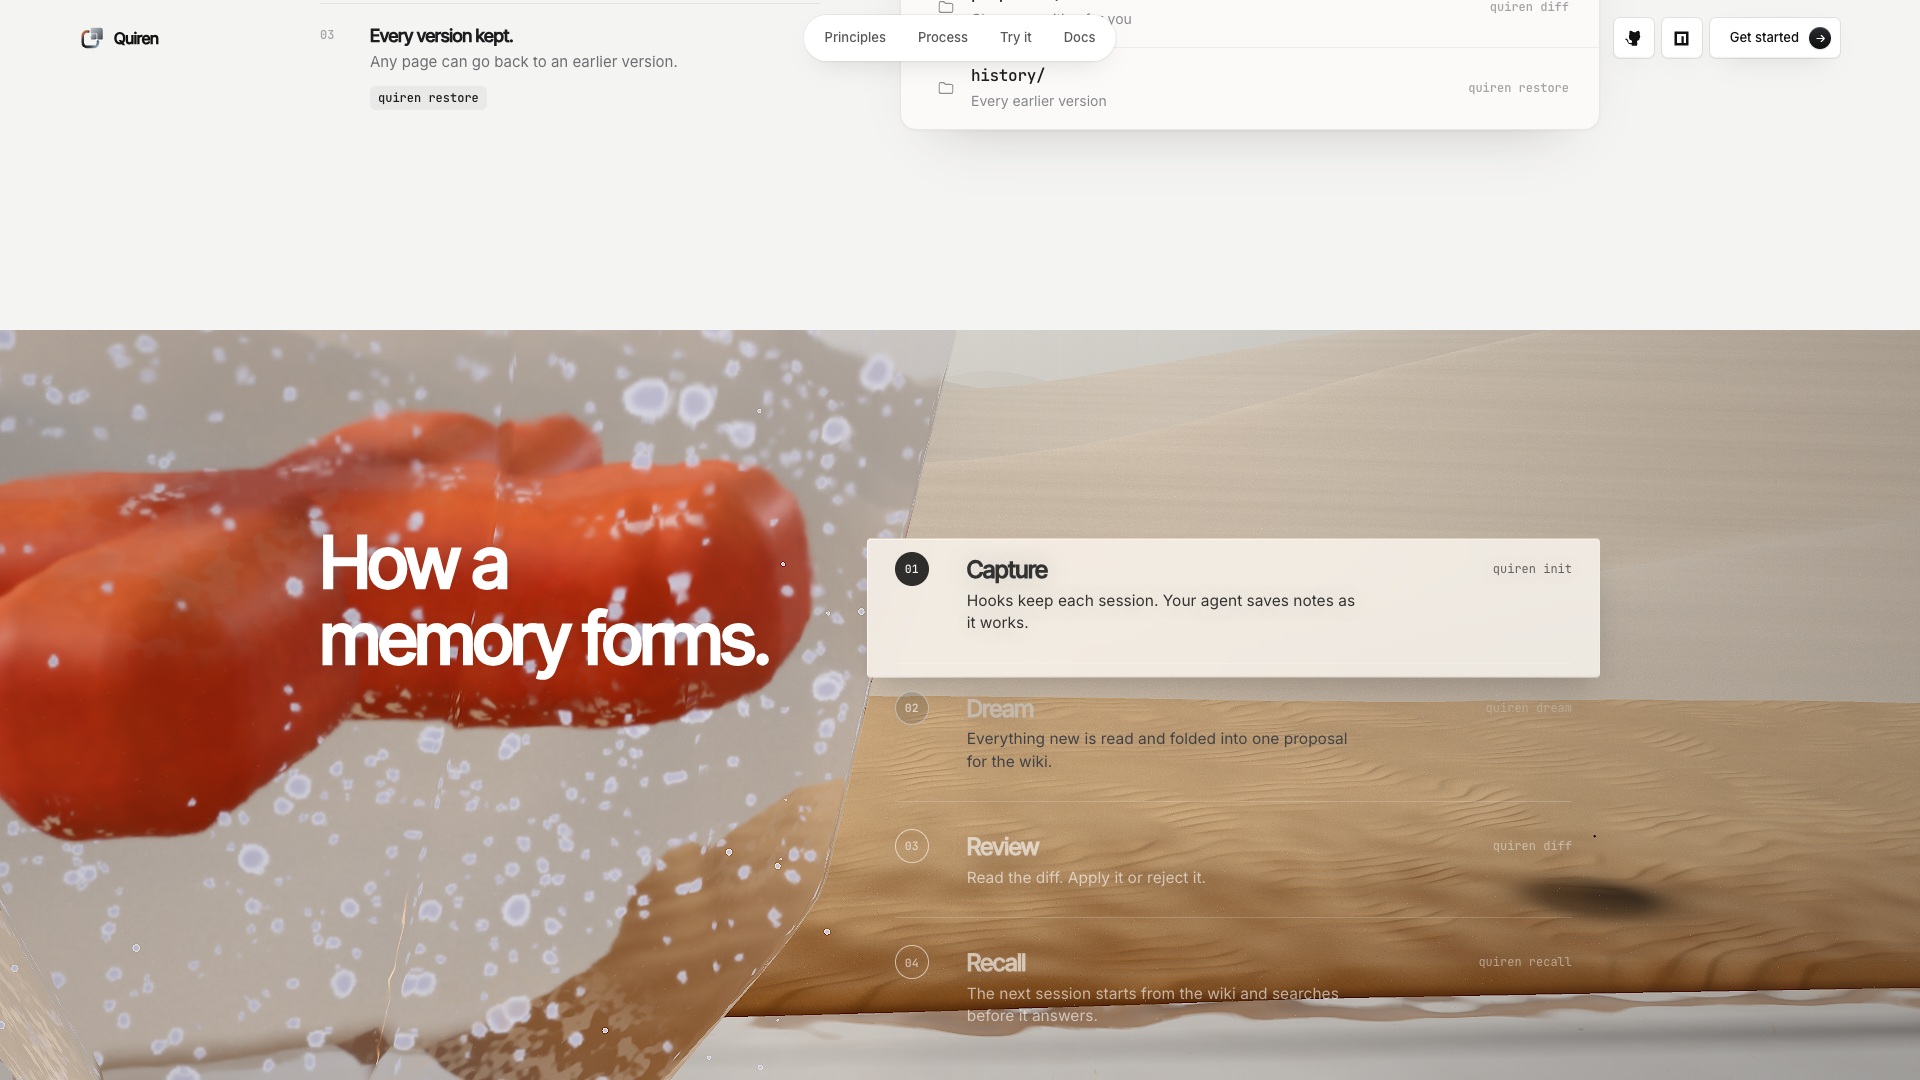 Quiren
Principles
Process
Try it
Docs
Get started
03
Every version kept.
Any page can go back to an earlier version.
quiren restore
you
quiren diff
history/
Every earlier version
quiren restore
How a
memory forms.
01
Capture
quiren init
Hooks keep each session. Your agent saves notes as
it works.
02
Dream
quiren dream
Everything new is read and folded into one proposal
for the wiki.
03
Review
quiren diff
Read the diff. Apply it or reject it.
04
Recall
quiren recall
The next session starts from the wiki and searches
before it answers.